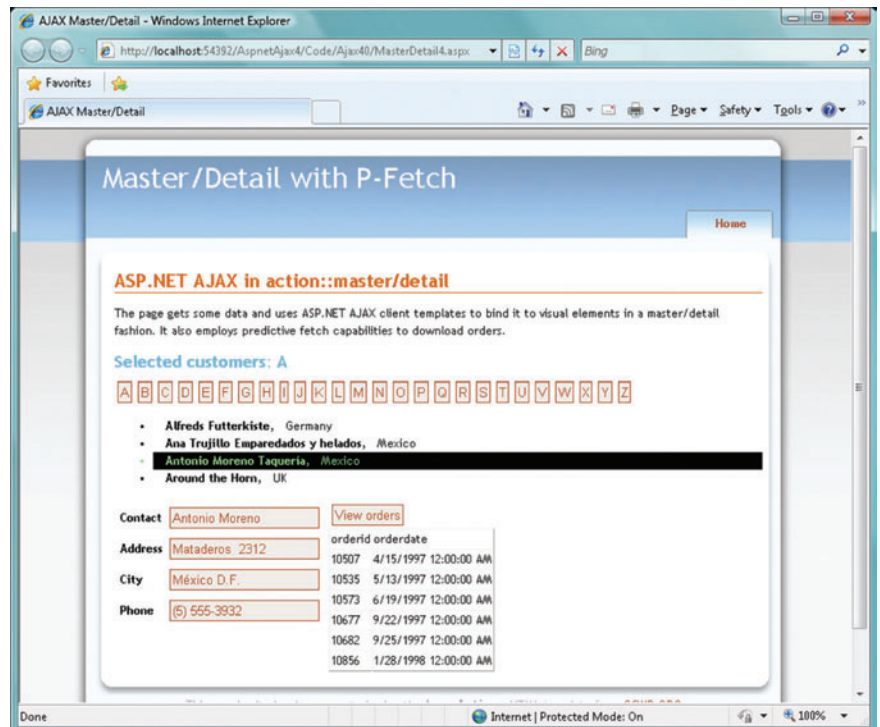 AJAX Master/Detail - Windows Internet Explorer
http://localhost:54392/AspnetAjax4/Code/Ajax40/MasterDetail4.aspx
Bing
Favorites
AJAX Master/Detail
Page Safety Tools
Master/Detail with P-Fetch
Home
ASP.NET AJAX in action::master/detail
The page gets some data and uses ASP.NET AJAX client templates to bind it to visual elements in a master/detail
fashion. It also employs predictive fetch capabilities to download orders.
Selected customers: A
A B C D E F G H I J K L M N O P Q R S T U V W X Y Z
Alfreds Futterkiste, Germany
Ana Trujillo Emparedados y helados, Mexico
Antonio Moreno Taquería, Mexico
Around the Horn, UK
Contact Antonio Moreno
Address Mataderos 2312
City México D.F.
Phone (5) 555-3932
View orders
orderid orderdate
10507 4/15/1997 12:00:00 AM
10535 5/13/1997 12:00:00 AM
10573 6/19/1997 12:00:00 AM
10677 9/22/1997 12:00:00 AM
10682 9/25/1997 12:00:00 AM
10856 1/28/1998 12:00:00 AM
Done
Internet | Protected Mode: On
100%